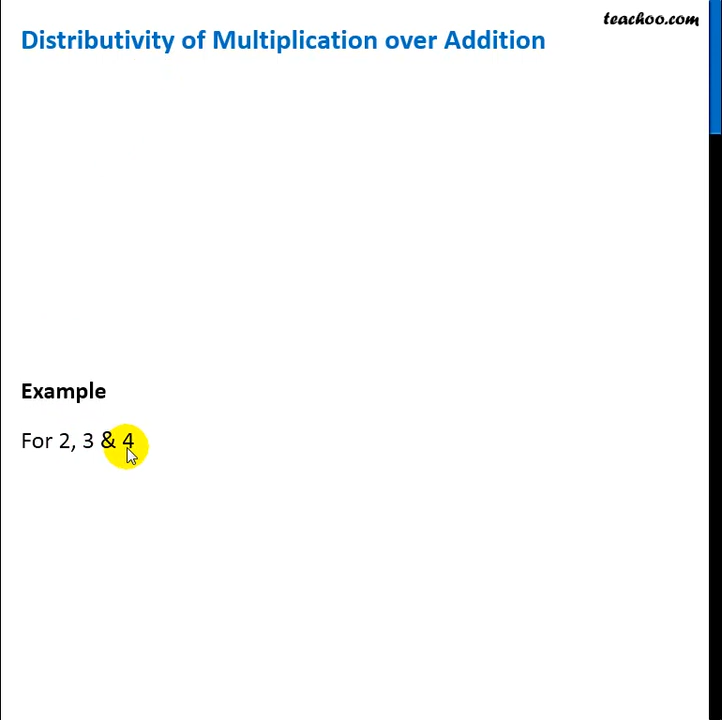 teachoo.com
Distributivity of Multiplication over Addition
Example
For 2, 3 & 4